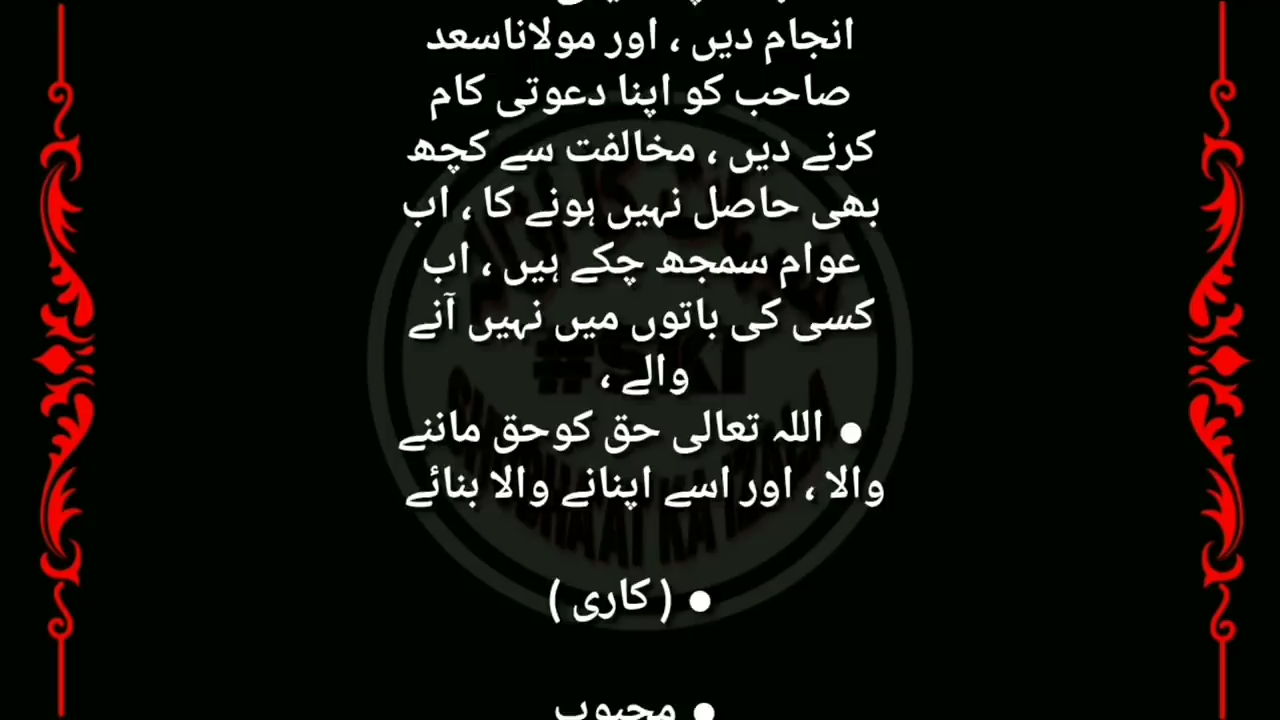 انجام دیں ، اور مولاناسعد
صاحب کو اپنا دعوتی کام
کرنے دیں ، مخالفت سے کچھ
بھی حاصل نہیں ہونے کا ، اب
عوام سمجھ چکے ہیں ، اب
کسی کی باتوں میں نہیں آنے
والے ،
● اللہ تعالی حق کوحق ماننے
والا ، اور اسے اپنانے والا بنائے
● ( کاری )
● محبوب
#SKI